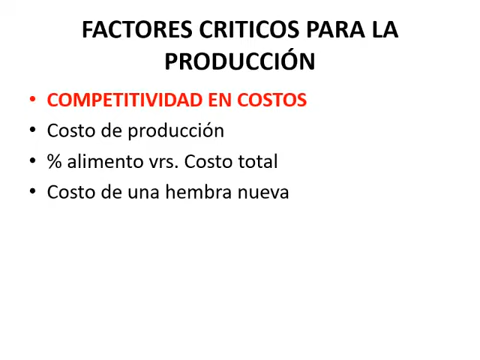 FACTORES CRITICOS PARA LA
PRODUCCIÓN
• COMPETITIVIDAD EN COSTOS
• Costo de producción
• % alimento vrs. Costo total
• Costo de una hembra nueva